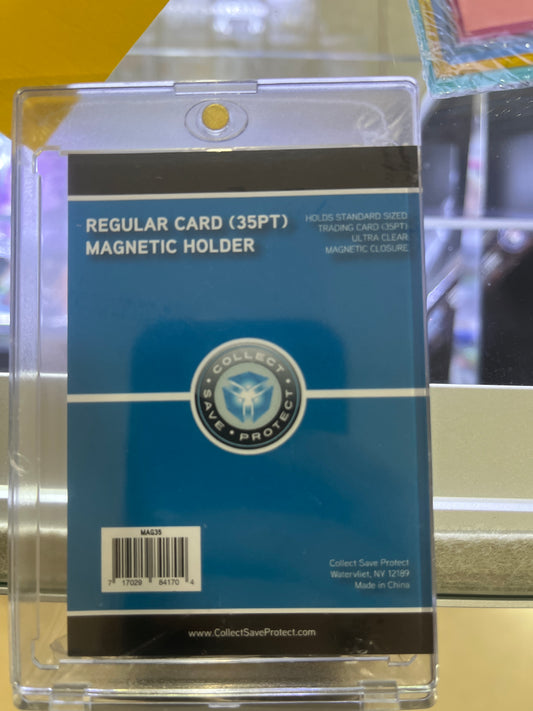 REGULAR CARD (35PT)
MAGNETIC HOLDER
HOLDS STANDARD SIZED
TRADING CARD (35PT)
ULTRA CLEAR
MAGNETIC CLOSURE
COLLECT
SAVE • PROTECT
MAG35
7 17029 84170 4
Collect Save Protect
Watervliet, NY 12189
Made in China
www.CollectSaveProtect.com